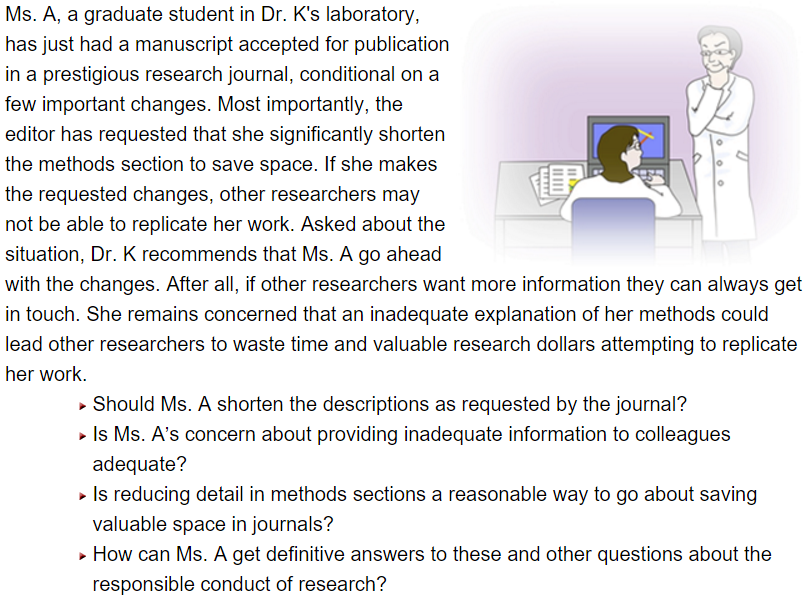 Ms. A, a graduate student in Dr. K's laboratory,
has just had a manuscript accepted for publication
in a prestigious research journal, conditional on a
few important changes. Most importantly, the
editor has requested that she significantly shorten
the methods section to save space. If she makes
the requested changes, other researchers may
not be able to replicate her work. Asked about the
situation, Dr. K recommends that Ms. A go ahead
with the changes. After all, if other researchers want more information they can always get
in touch. She remains concerned that an inadequate explanation of her methods could
lead other researchers to waste time and valuable research dollars attempting to replicate
her work.
Should Ms. A shorten the descriptions as requested by the journal?
Is Ms. A’s concern about providing inadequate information to colleagues
adequate?
Is reducing detail in methods sections a reasonable way to go about saving
valuable space in journals?
How can Ms. A get definitive answers to these and other questions about the
responsible conduct of research?